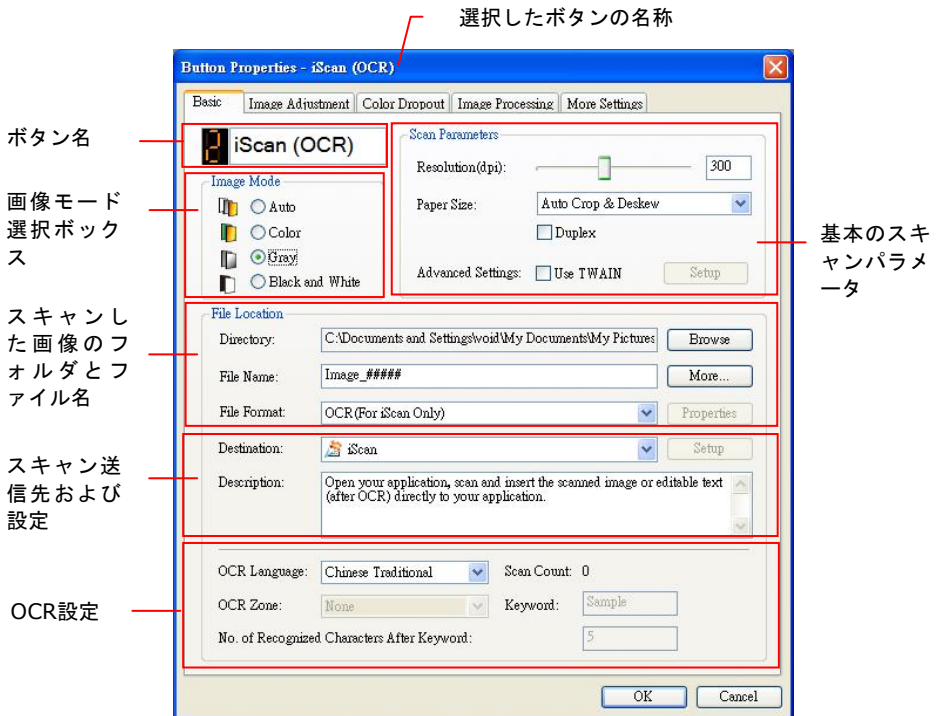 選択したボタンの名称
Button Properties - iScan (OCR)
Basic Image Adjustment Color Dropout Image Processing More Settings
ボタン名
2 iScan (OCR)
画像モード
選択ボック
ス
Image Mode
Auto
Color
Gray
Black and White
Scan Parameters
Resolution(dpi): 300
Paper Size: Auto Crop & Deskew
Duplex
Advanced Settings: Use TWAIN Setup
基本のスキ
ャンパラメ
ータ
スキャンし
た画像のフ
ォルダとフ
ァイル名
File Location
Directory: C:\Documents and Settings\void\My Documents\My Pictures Browse
File Name: Image_##### More...
File Format: OCR(For iScan Only) Properties
スキャン送
信先および
設定
Destination: iScan Setup
Description: Open your application, scan and insert the scanned image or editable text
(after OCR) directly to your application.
OCR設定
OCR Language: Chinese Traditional Scan Count: 0
OCR Zone: None Keyword: Sample
No. of Recognized Characters After Keyword: 5
OK Cancel